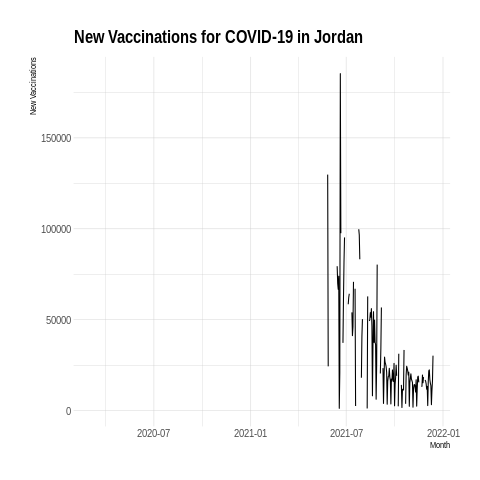 New Vaccinations for COVID-19 in Jordan
New Vaccinations
150000
100000
50000
0
2020-07
2021-01
2021-07
2022-01
Month